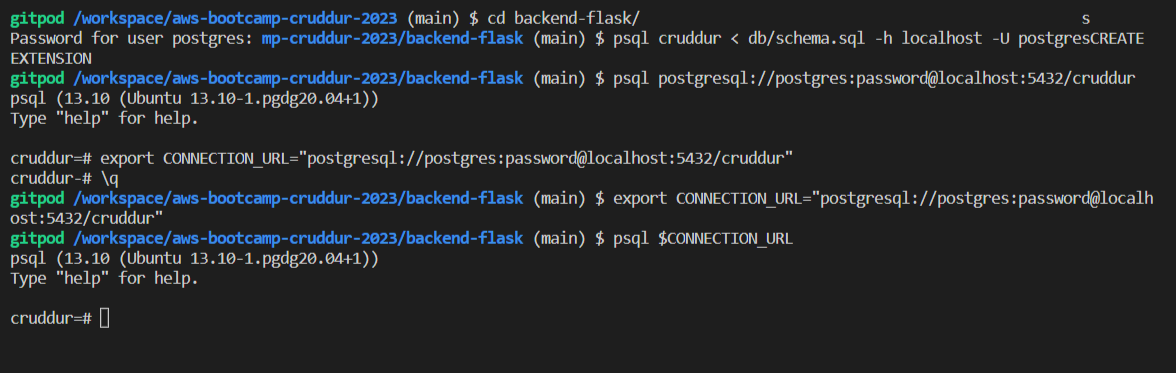 gitpod /workspace/aws-bootcamp-cruddur-2023 (main) $ cd backend-flask/ s
Password for user postgres: mp-cruddur-2023/backend-flask (main) $ psql cruddur < db/schema.sql -h localhost -U postgresCREATE
EXTENSION
gitpod /workspace/aws-bootcamp-cruddur-2023/backend-flask (main) $ psql postgresql://postgres:password@localhost:5432/cruddur
psql (13.10 (Ubuntu 13.10-1.pgdg20.04+1))
Type "help" for help.
cruddur=# export CONNECTION_URL="postgresql://postgres:password@localhost:5432/cruddur"
cruddur-# \q
gitpod /workspace/aws-bootcamp-cruddur-2023/backend-flask (main) $ export CONNECTION_URL="postgresql://postgres:password@localh
ost:5432/cruddur"
gitpod /workspace/aws-bootcamp-cruddur-2023/backend-flask (main) $ psql $CONNECTION_URL
psql (13.10 (Ubuntu 13.10-1.pgdg20.04+1))
Type "help" for help.
cruddur=#